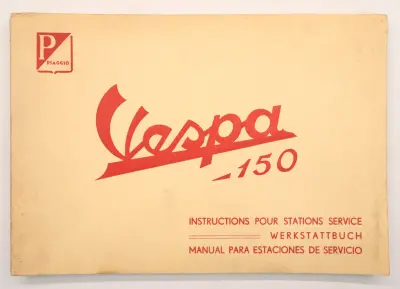 P
PIAGGIO
Vespa
150
INSTRUCTIONS POUR STATIONS SERVICE
WERKSTATTBUCH
MANUAL PARA ESTACIONES DE SERVICIO